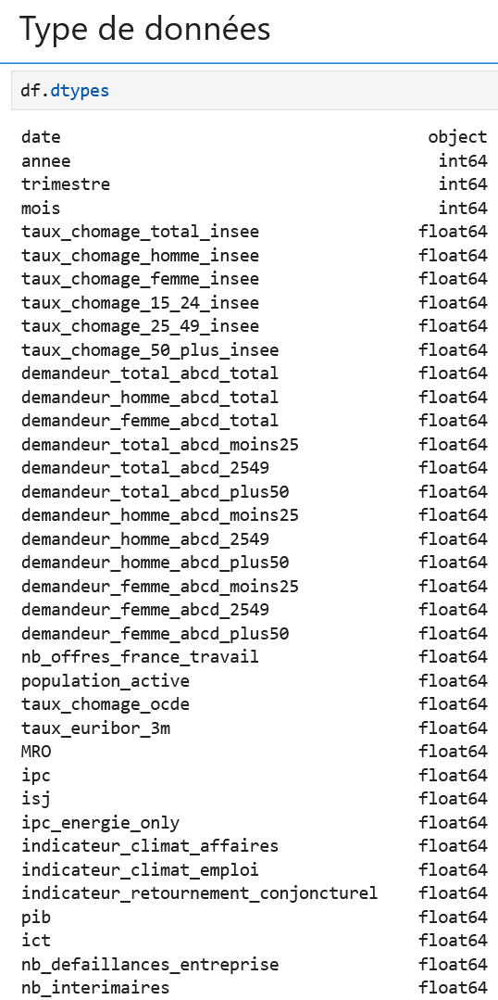 Type de données
df.dtypes
date object
annee int64
trimestre int64
mois int64
taux_chomage_total_insee float64
taux_chomage_homme_insee float64
taux_chomage_femme_insee float64
taux_chomage_15_24_insee float64
taux_chomage_25_49_insee float64
taux_chomage_50_plus_insee float64
demandeur_total_abcd_total float64
demandeur_homme_abcd_total float64
demandeur_femme_abcd_total float64
demandeur_total_abcd_moins25 float64
demandeur_total_abcd_2549 float64
demandeur_total_abcd_plus50 float64
demandeur_homme_abcd_moins25 float64
demandeur_homme_abcd_2549 float64
demandeur_homme_abcd_plus50 float64
demandeur_femme_abcd_moins25 float64
demandeur_femme_abcd_2549 float64
demandeur_femme_abcd_plus50 float64
nb_offres_france_travail float64
population_active float64
taux_chomage_ocde float64
taux_euribor_3m float64
MRO float64
ipc float64
isj float64
ipc_energie_only float64
indicateur_climat_affaires float64
indicateur_climat_emploi float64
indicateur_retournement_conjoncturel float64
pib float64
ict float64
nb_defaillances_entreprise float64
nb_interimaires float64